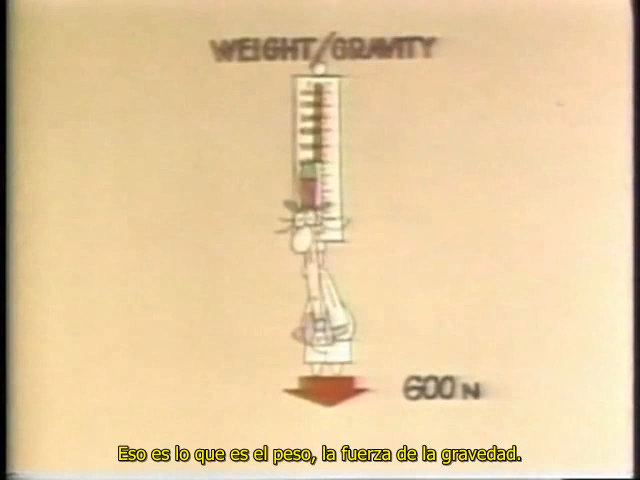 WEIGHT/GRAVITY
600 N
Eso es lo que es el peso, la fuerza de la gravedad.